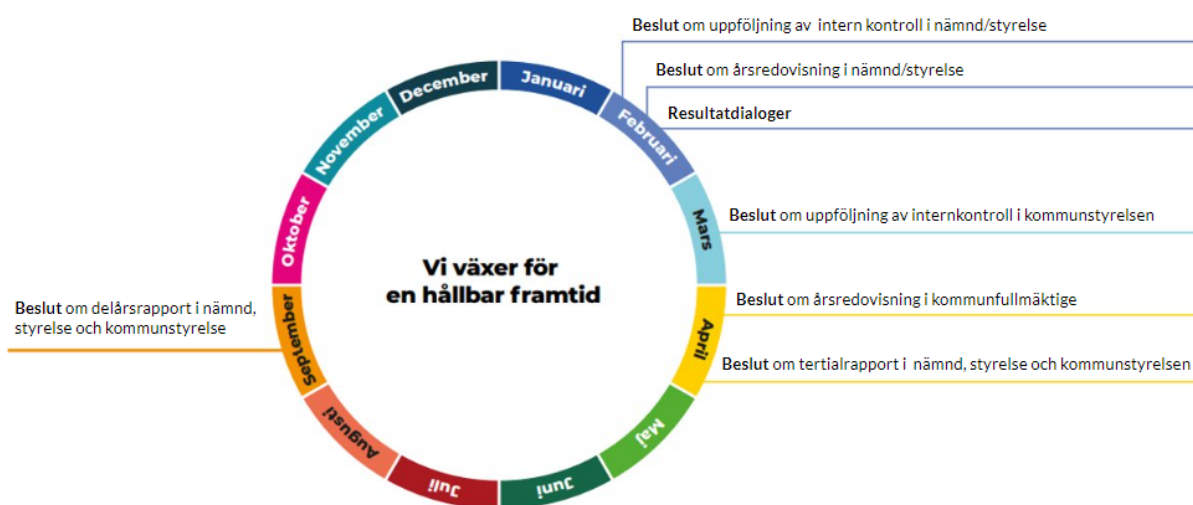 Beslut om uppföljning av intern kontroll i nämnd/styrelse
Beslut om årsredovisning i nämnd/styrelse
Resultatdialoger
Beslut om uppföljning av internkontroll i kommunstyrelsen
Beslut om årsredovisning i kommunfullmäktige
Beslut om tertialrapport i nämnd, styrelse och kommunstyrelsen
Beslut om delårsrapport i nämnd,
styrelse och kommunstyrelse
Januari
Februari
Mars
April
Maj
Juni
Juli
Augusti
September
Oktober
November
December
Vi växer för
en hållbar framtid